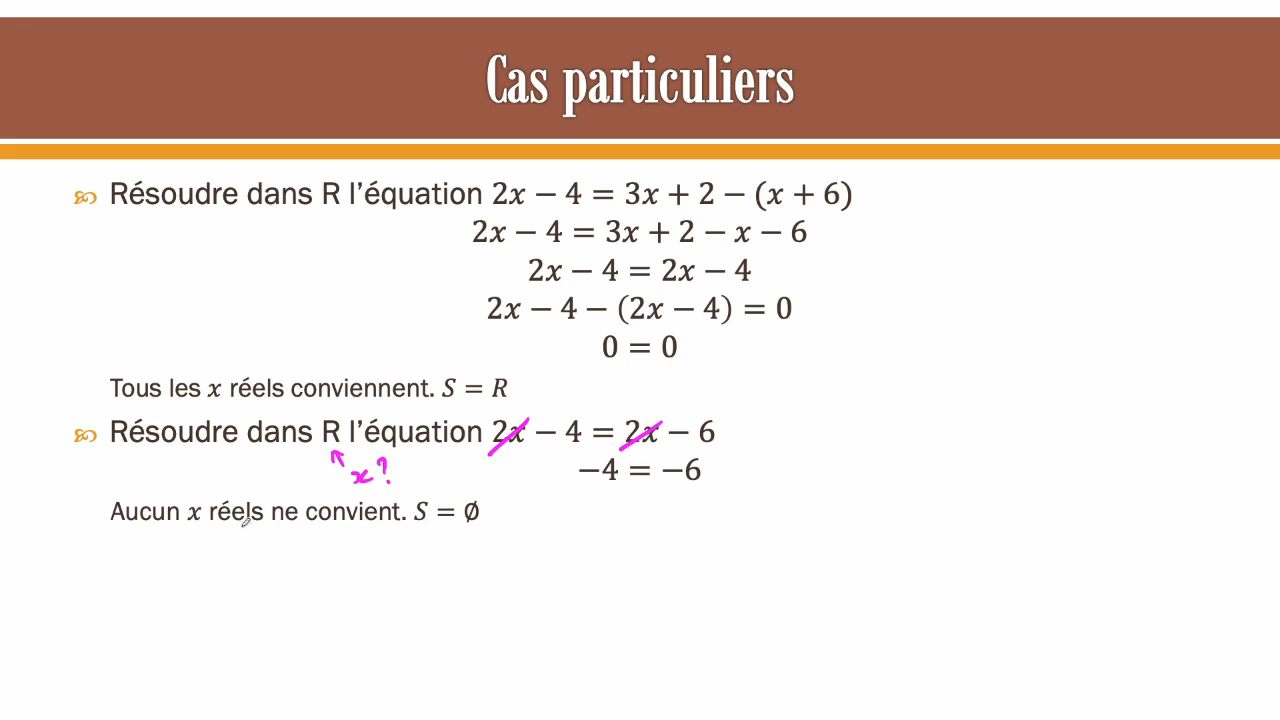 Cas particuliers
Résoudre dans R l'équation 2x − 4 = 3x + 2 − (x + 6)
2x − 4 = 3x + 2 − x − 6
2x − 4 = 2x − 4
2x − 4 − (2x − 4) = 0
0 = 0
Tous les x réels conviennent. S = R
Résoudre dans R l'équation 2x − 4 = 2x − 6
−4 = −6
x?
Aucun x réels ne convient. S = ∅